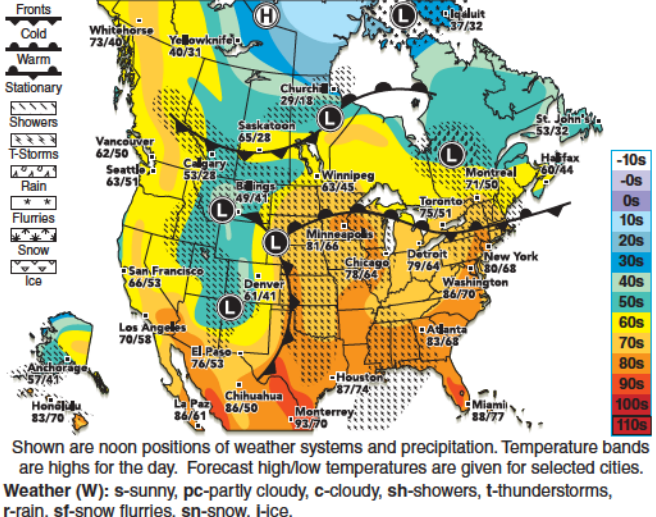 Fronts
Cold
Warm
Stationary
Showers
T-Storms
Rain
Flurries
Snow
Ice
H
L
Iqaluit
37/32
Whitehorse
73/40
Yellowknife
40/31
Churchill
29/18
L
Saskatoon
65/28
St. John's
53/32
Vancouver
62/50
Calgary
53/28
L
Halifax
60/44
Seattle
63/51
Winnipeg
63/45
Montreal
71/50
Billings
49/41
Toronto
75/51
L
L
Minneapolis
81/66
Chicago
78/64
Detroit
79/64
New York
80/68
San Francisco
66/53
Denver
61/41
Washington
86/70
L
Los Angeles
70/58
Atlanta
83/68
El Paso
76/53
Anchorage
57/41
Houston
87/74
Honolulu
83/70
La Paz
86/61
Chihuahua
86/50
Monterrey
93/70
Miami
88/77
-10s
-0s
0s
10s
20s
30s
40s
50s
60s
70s
80s
90s
100s
110s
Shown are noon positions of weather systems and precipitation. Temperature bands
are highs for the day. Forecast high/low temperatures are given for selected cities.
Weather (W): s-sunny, pc-partly cloudy, c-cloudy, sh-showers, t-thunderstorms,
r-rain, sf-snow flurries, sn-snow, i-ice.